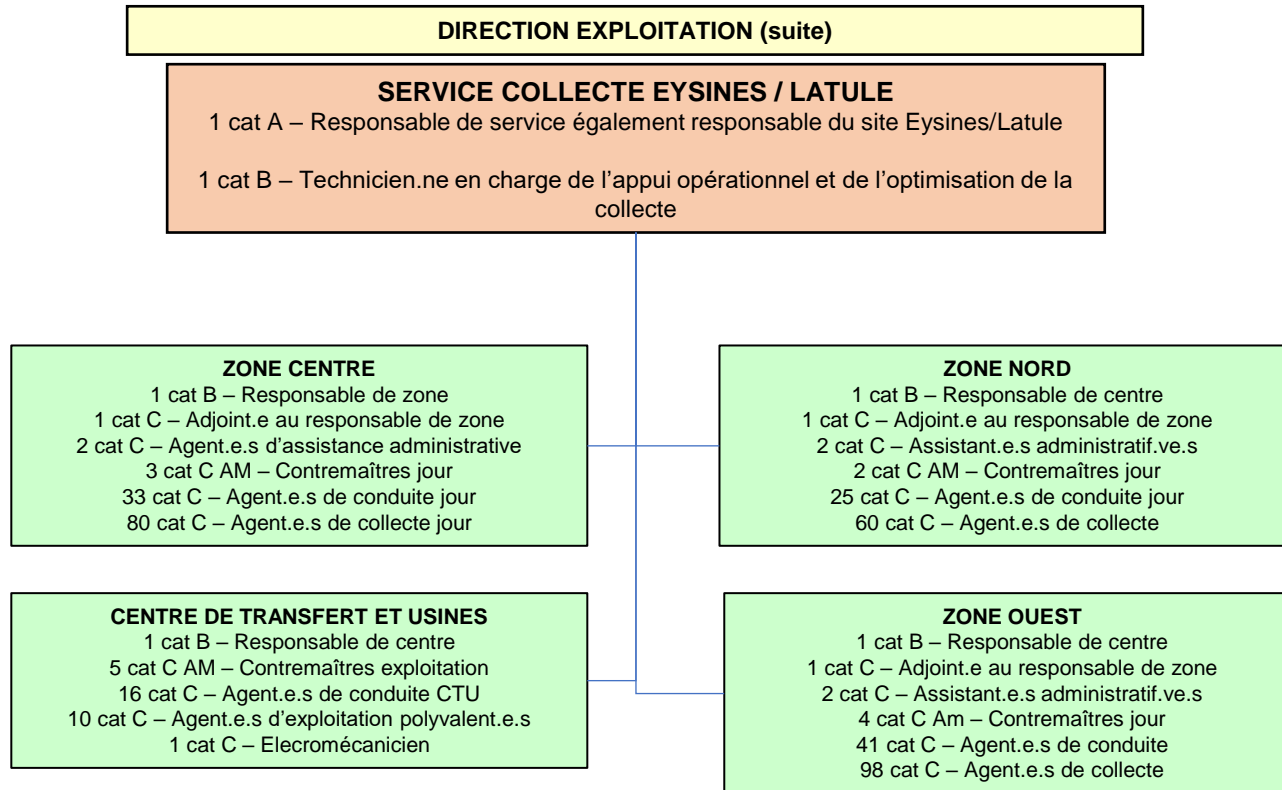 DIRECTION EXPLOITATION (suite)
SERVICE COLLECTE EYSINES / LATULE
1 cat A – Responsable de service également responsable du site Eysines/Latule
1 cat B – Technicien.ne en charge de l'appui opérationnel et de l'optimisation de la
collecte
ZONE CENTRE
1 cat B – Responsable de zone
1 cat C – Adjoint.e au responsable de zone
2 cat C – Agent.e.s d'assistance administrative
3 cat C AM – Contremaîtres jour
33 cat C – Agent.e.s de conduite jour
80 cat C – Agent.e.s de collecte jour
ZONE NORD
1 cat B – Responsable de centre
1 cat C – Adjoint.e au responsable de zone
2 cat C – Assistant.e.s administratif.ve.s
2 cat C AM – Contremaîtres jour
25 cat C – Agent.e.s de conduite jour
60 cat C – Agent.e.s de collecte
CENTRE DE TRANSFERT ET USINES
1 cat B – Responsable de centre
5 cat C AM – Contremaîtres exploitation
16 cat C – Agent.e.s de conduite CTU
10 cat C – Agent.e.s d'exploitation polyvalent.e.s
1 cat C – Elecromécanicien
ZONE OUEST
1 cat B – Responsable de centre
1 cat C – Adjoint.e au responsable de zone
2 cat C – Assistant.e.s administratif.ve.s
4 cat C Am – Contremaîtres jour
41 cat C – Agent.e.s de conduite
98 cat C – Agent.e.s de collecte